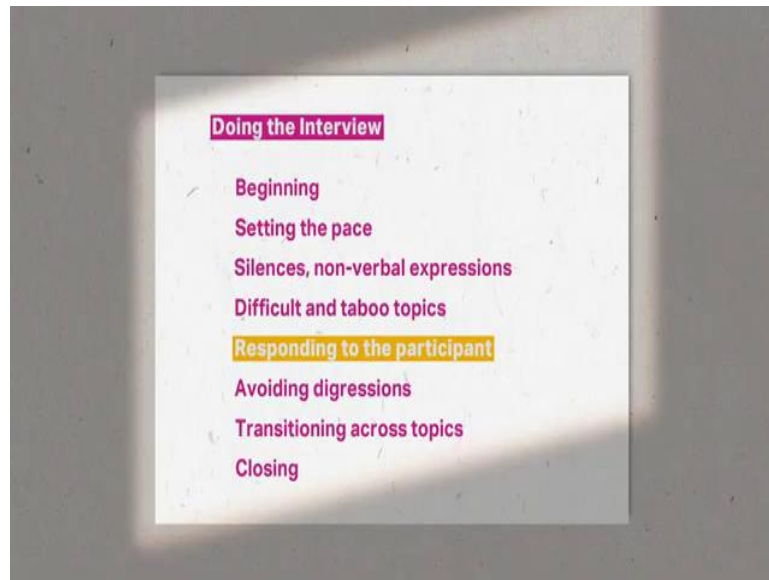 Doing the Interview
Beginning
Setting the pace
Silences, non-verbal expressions
Difficult and taboo topics
Responding to the participant
Avoiding digressions
Transitioning across topics
Closing